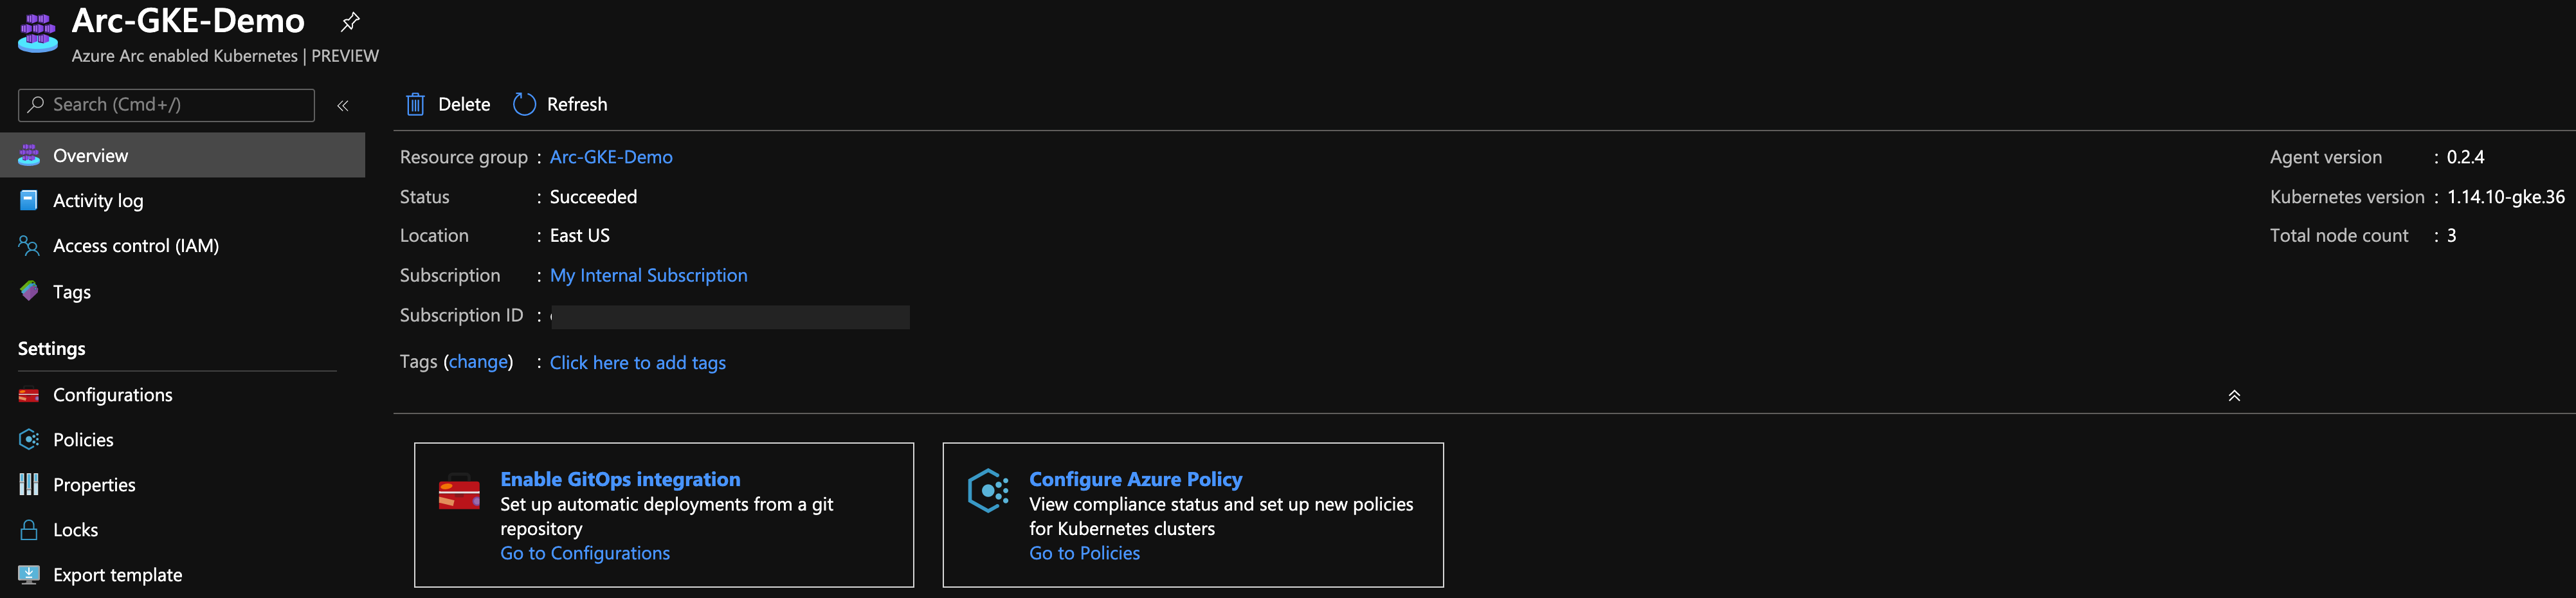 Arc-GKE-Demo
Azure Arc enabled Kubernetes | PREVIEW
Search (Cmd+/)
«
Overview
Activity log
Access control (IAM)
Tags
Settings
Configurations
Policies
Properties
Locks
Export template
Delete Refresh
Resource group : Arc-GKE-Demo
Status : Succeeded
Location : East US
Subscription : My Internal Subscription
Subscription ID :
Tags (change) : Click here to add tags
Agent version : 0.2.4
Kubernetes version : 1.14.10-gke.36
Total node count : 3
Enable GitOps integration
Set up automatic deployments from a git
repository
Go to Configurations
Configure Azure Policy
View compliance status and set up new policies
for Kubernetes clusters
Go to Policies